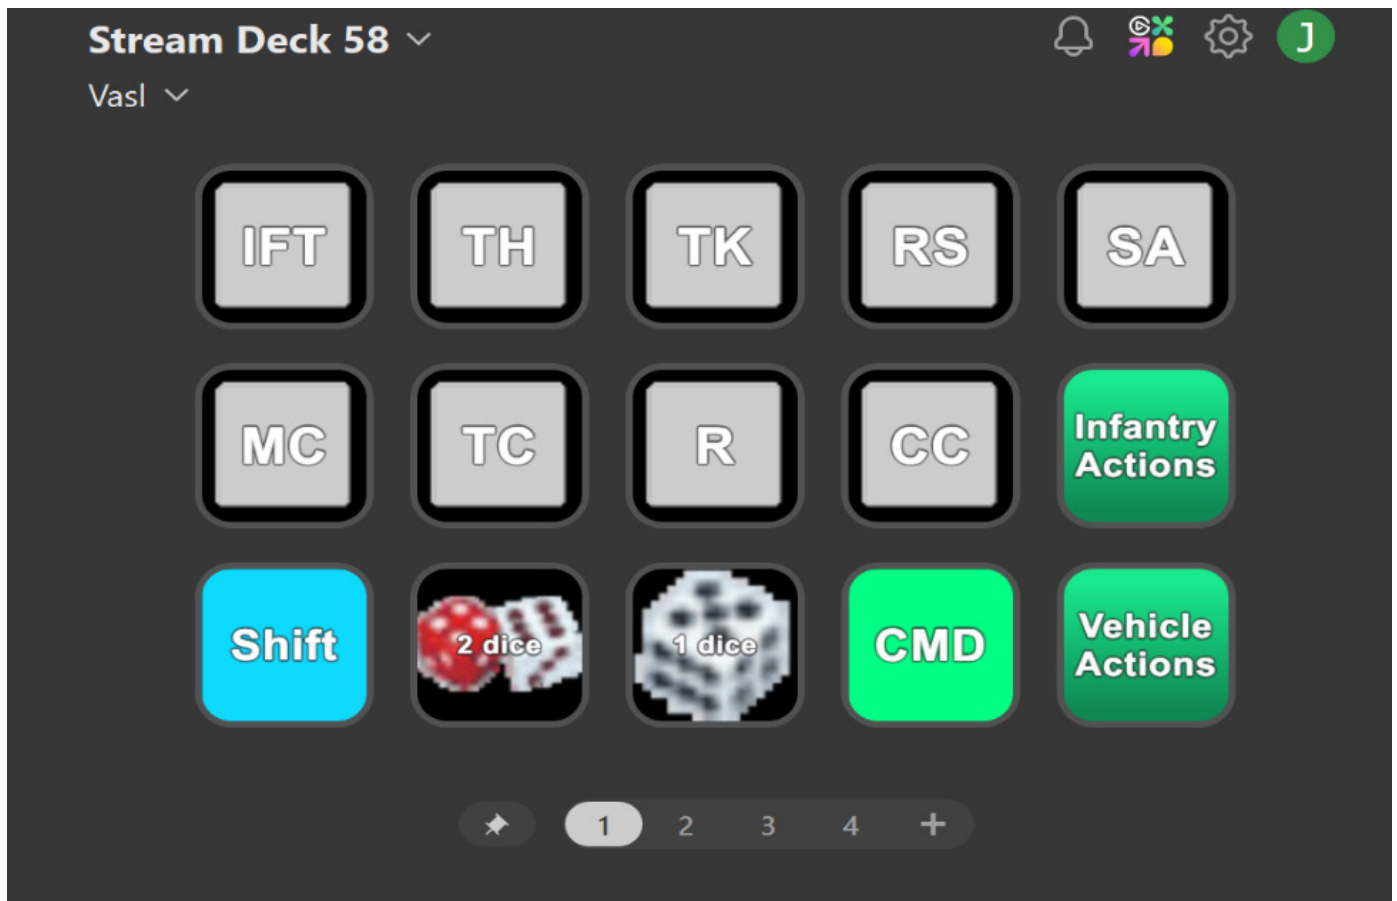 Stream Deck 58
J
Vasl
IFT
TH
TK
RS
SA
MC
TC
R
CC
Infantry
Actions
Shift
2 dice
1 dice
CMD
Vehicle
Actions
1 2 3 4 +